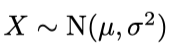 X ∼ N(μ, σ²)